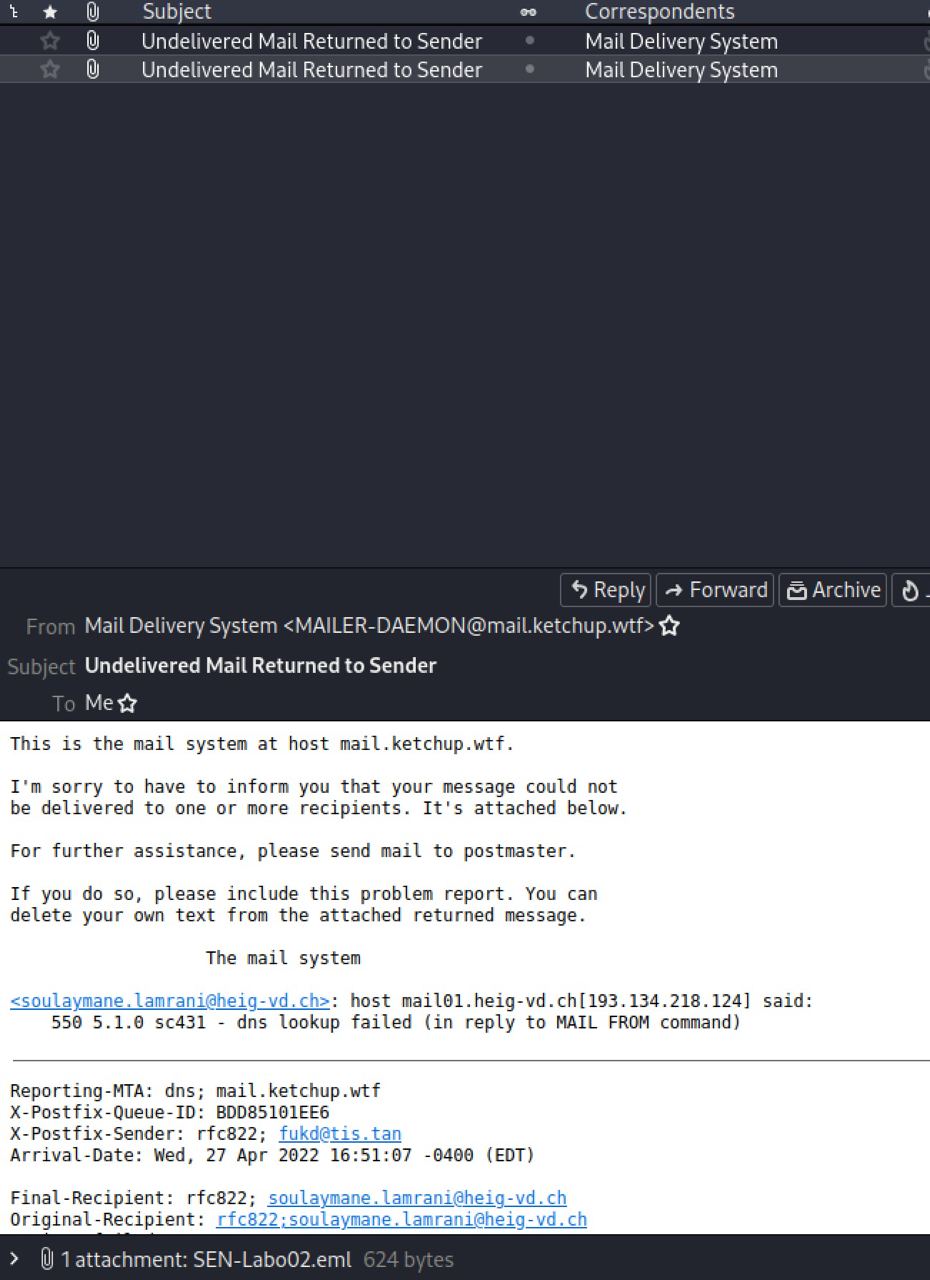 Subject Correspondents
Undelivered Mail Returned to Sender Mail Delivery System
Undelivered Mail Returned to Sender Mail Delivery System
Reply Forward Archive
From Mail Delivery System <MAILER-DAEMON@mail.ketchup.wtf>
Subject Undelivered Mail Returned to Sender
To Me
This is the mail system at host mail.ketchup.wtf.
I'm sorry to have to inform you that your message could not
be delivered to one or more recipients. It's attached below.
For further assistance, please send mail to postmaster.
If you do so, please include this problem report. You can
delete your own text from the attached returned message.
The mail system
<soulaymane.lamrani@heig-vd.ch>: host mail01.heig-vd.ch[193.134.218.124] said:
550 5.1.0 sc431 - dns lookup failed (in reply to MAIL FROM command)
Reporting-MTA: dns; mail.ketchup.wtf
X-Postfix-Queue-ID: BDD85101EE6
X-Postfix-Sender: rfc822; fukd@tis.tan
Arrival-Date: Wed, 27 Apr 2022 16:51:07 -0400 (EDT)
Final-Recipient: rfc822; soulaymane.lamrani@heig-vd.ch
Original-Recipient: rfc822;soulaymane.lamrani@heig-vd.ch
1 attachment: SEN-Labo02.eml 624 bytes